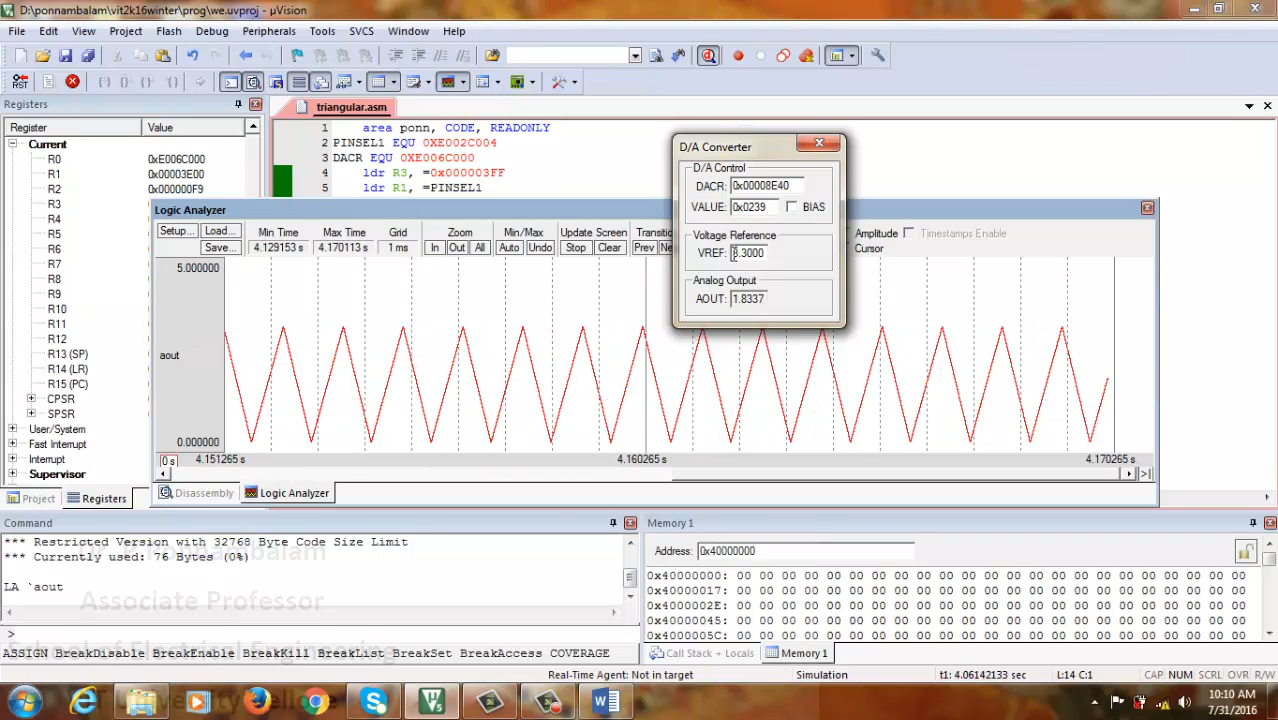 D:\ponnambalam\vit2k16winter\prog\we.uvproj - µVision
File Edit View Project Flash Debug Peripherals Tools SVCS Window Help
Registers
Register Value
Current
R0 0xE006C000
R1 0x00003E00
R2 0x000000F9
R3
R4
R5
R6
R7
R8
R9
R10
R11
R12
R13 (SP)
R14 (LR)
R15 (PC)
CPSR
SPSR
User/System
Fast Interrupt
Interrupt
Supervisor
Project Registers
triangular.asm
1 area ponn, CODE, READONLY
2 PINSEL1 EQU 0XE002C004
3 DACR EQU 0XE006C000
4 ldr R3, =0x000003FF
5 ldr R1, =PINSEL1
D/A Converter
D/A Control
DACR: 0x00008E40
VALUE: 0x0239 BIAS
Voltage Reference
VREF: 3.3000
Analog Output
AOUT: 1.8337
Logic Analyzer
Setup... Load... Min Time Max Time Grid Zoom Min/Max Update Screen Amplitude Timestamps Enable
Save... 4.129153 s 4.170113 s 1 ms In Out All Auto Undo Stop Clear Prev Cursor
5.000000
aout
0.000000
0 s 4.151265 s 4.160265 s 4.170265 s
Disassembly Logic Analyzer
Command
*** Restricted Version with 32768 Byte Code Size Limit
*** Currently used: 76 Bytes (0%)
LA `aout
Associate Professor
>
School of Electrical Engineering
ASSIGN BreakDisable BreakEnable BreakKill BreakList BreakSet BreakAccess COVERAGE
Memory 1
Address: 0x40000000
0x40000000: 00 00 00 00 00 00 00 00 00 00 00 00 00 00 00 00 00 00 00 00 00 00 00
0x40000017: 00 00 00 00 00 00 00 00 00 00 00 00 00 00 00 00 00 00 00 00 00 00 00
0x4000002E: 00 00 00 00 00 00 00 00 00 00 00 00 00 00 00 00 00 00 00 00 00 00 00
0x40000045: 00 00 00 00 00 00 00 00 00 00 00 00 00 00 00 00 00 00 00 00 00 00 00
0x4000005C: 00 00 00 00 00 00 00 00 00 00 00 00 00 00 00 00 00 00 00 00 00 00 00
Call Stack + Locals Memory 1
Real-Time Agent: Not in target Simulation t1: 4.06142133 sec L:14 C:1 CAP NUM SCRL OVR R/W
10:10 AM
7/31/2016